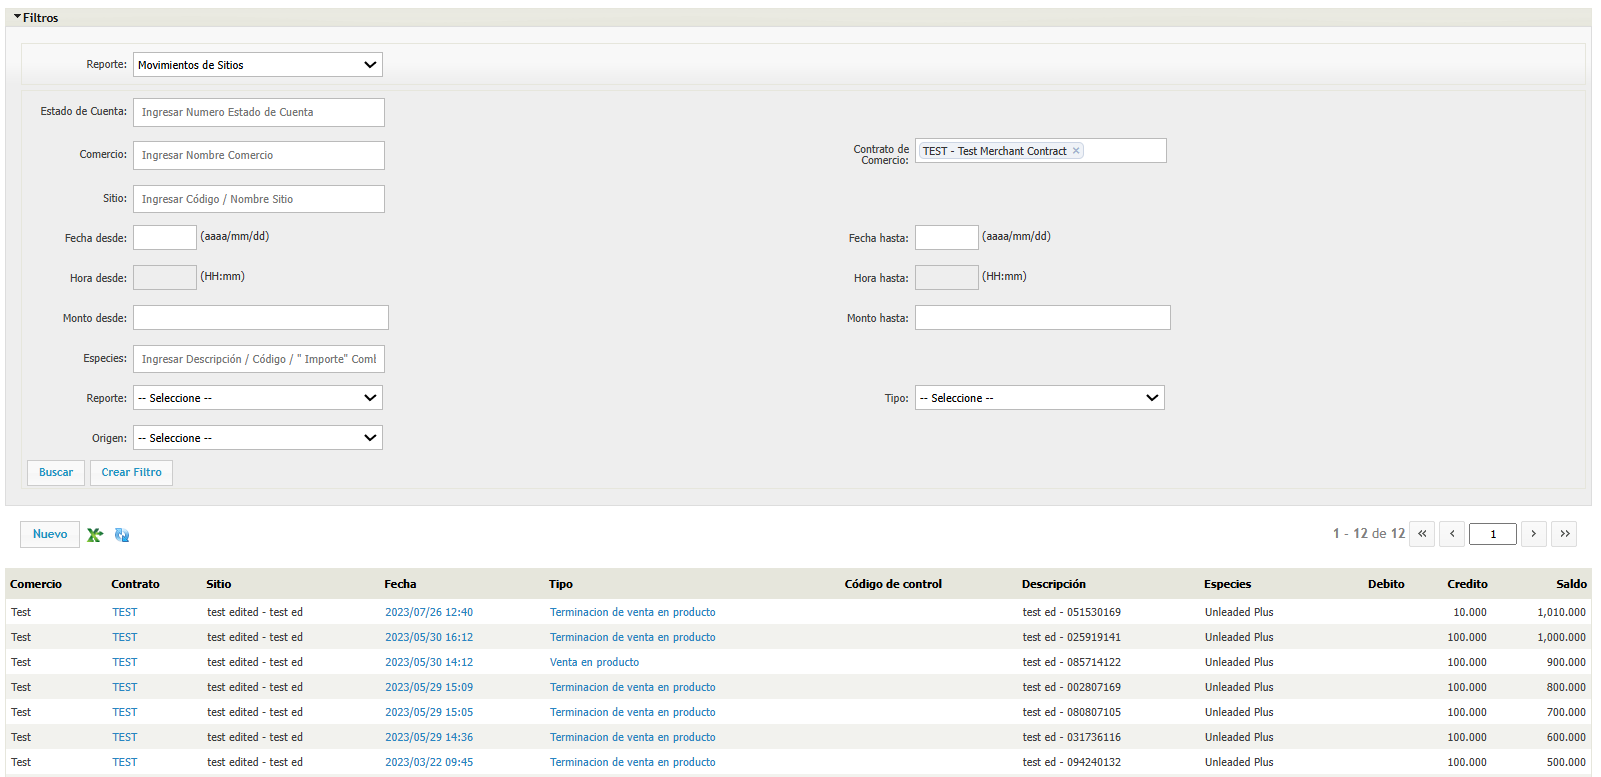 Filtros
Reporte: Movimientos de Sitios
Estado de Cuenta: Ingresar Numero Estado de Cuenta
Comercio: Ingresar Nombre Comercio
Contrato de Comercio: TEST - Test Merchant Contract ×
Sitio: Ingresar Código / Nombre Sitio
Fecha desde: (aaaa/mm/dd) Fecha hasta: (aaaa/mm/dd)
Hora desde: (HH:mm) Hora hasta: (HH:mm)
Monto desde: Monto hasta:
Especies: Ingresar Descripción / Código / " Importe" Comb
Reporte: -- Seleccione -- Tipo: -- Seleccione --
Origen: -- Seleccione --
Buscar Crear Filtro
Nuevo 1 - 12 de 12 « ‹ 1 › »
Comercio Contrato Sitio Fecha Tipo Código de control Descripción Especies Debito Credito Saldo
Test TEST test edited - test ed 2023/07/26 12:40 Terminacion de venta en producto test ed - 051530169 Unleaded Plus 10.000 1,010.000
Test TEST test edited - test ed 2023/05/30 16:12 Terminacion de venta en producto test ed - 025919141 Unleaded Plus 100.000 1,000.000
Test TEST test edited - test ed 2023/05/30 14:12 Venta en producto test ed - 085714122 Unleaded Plus 100.000 900.000
Test TEST test edited - test ed 2023/05/29 15:09 Terminacion de venta en producto test ed - 002807169 Unleaded Plus 100.000 800.000
Test TEST test edited - test ed 2023/05/29 15:05 Terminacion de venta en producto test ed - 080807105 Unleaded Plus 100.000 700.000
Test TEST test edited - test ed 2023/05/29 14:36 Terminacion de venta en producto test ed - 031736116 Unleaded Plus 100.000 600.000
Test TEST test edited - test ed 2023/03/22 09:45 Terminacion de venta en producto test ed - 094240132 Unleaded Plus 100.000 500.000